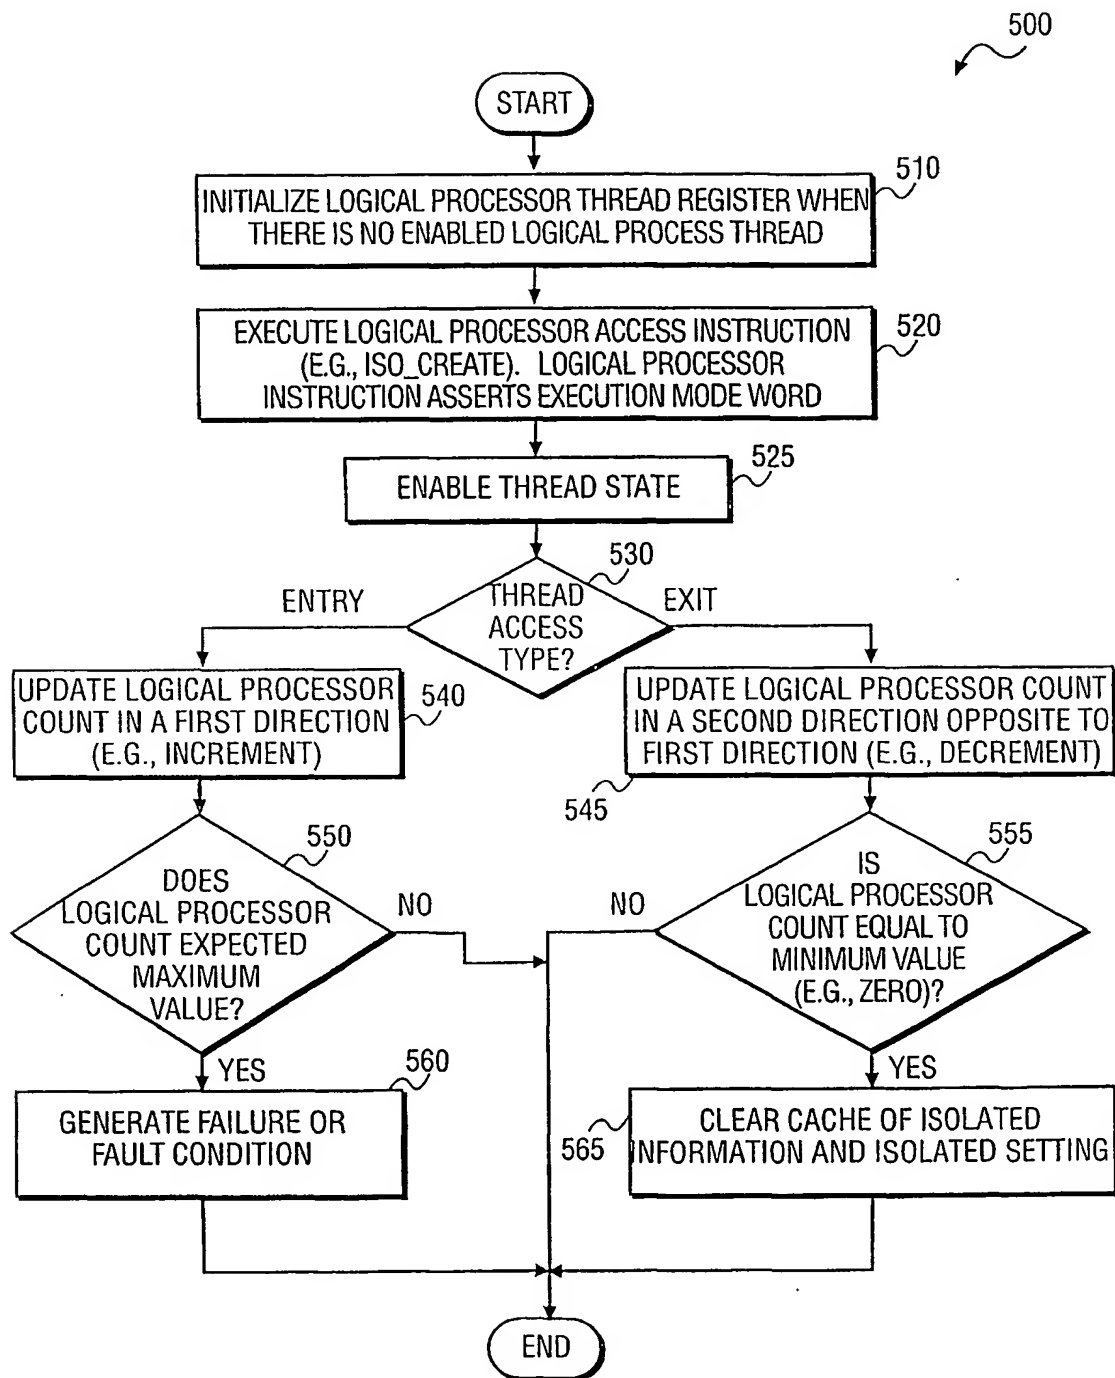 500
START
510
INITIALIZE LOGICAL PROCESSOR THREAD REGISTER WHEN
THERE IS NO ENABLED LOGICAL PROCESS THREAD
EXECUTE LOGICAL PROCESSOR ACCESS INSTRUCTION
(E.G., ISO_CREATE). LOGICAL PROCESSOR
INSTRUCTION ASSERTS EXECUTION MODE WORD
520
525
ENABLE THREAD STATE
530
ENTRY
THREAD
ACCESS
TYPE?
EXIT
UPDATE LOGICAL PROCESSOR
COUNT IN A FIRST DIRECTION
(E.G., INCREMENT)
540
UPDATE LOGICAL PROCESSOR COUNT
IN A SECOND DIRECTION OPPOSITE TO
FIRST DIRECTION (E.G., DECREMENT)
545
550
DOES
LOGICAL PROCESSOR
COUNT EXPECTED
MAXIMUM
VALUE?
NO
YES
555
IS
LOGICAL PROCESSOR
COUNT EQUAL TO
MINIMUM VALUE
(E.G., ZERO)?
NO
YES
560
GENERATE FAILURE OR
FAULT CONDITION
CLEAR CACHE OF ISOLATED
INFORMATION AND ISOLATED SETTING
565
END